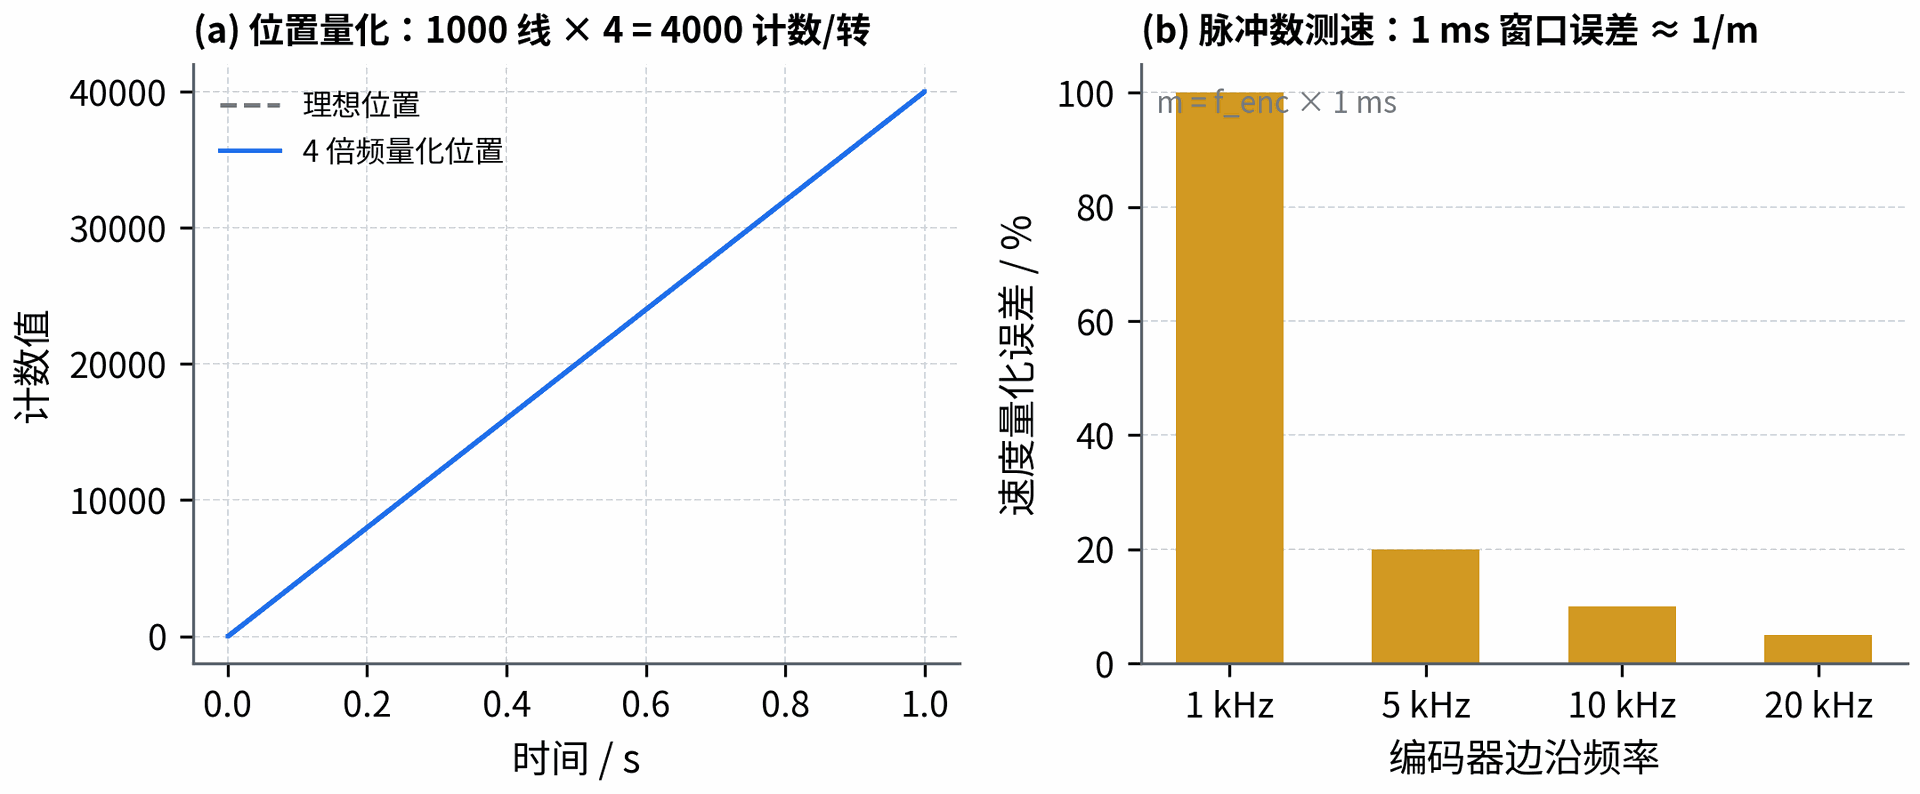 (a) 位置量化：1000 线 × 4 = 4000 计数/转
40000
30000
20000
10000
0
计数值
理想位置
4 倍频量化位置
0.0 0.2 0.4 0.6 0.8 1.0
时间 / s
(b) 脉冲数测速：1 ms 窗口误差 ≈ 1/m
100
80
60
40
20
0
速度量化误差 / %
m = f_enc × 1 ms
1 kHz 5 kHz 10 kHz 20 kHz
编码器边沿频率